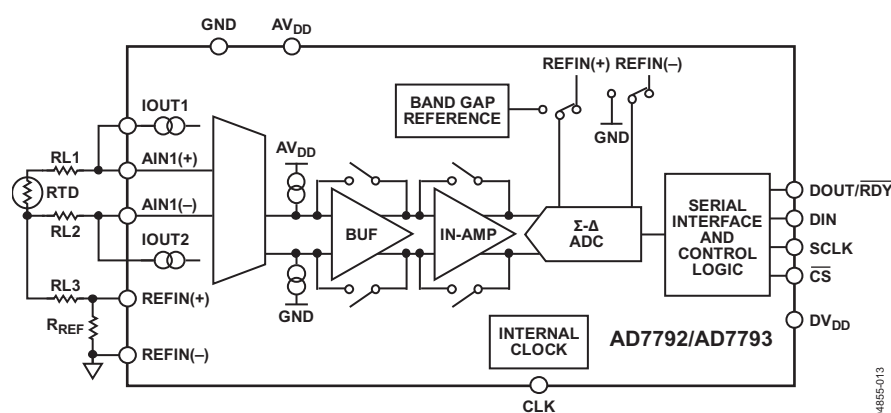 GND
AVDD
IOUT1
REFIN(+) REFIN(–)
BAND GAP
REFERENCE
GND
RL1
AIN1(+)
AVDD
RTD
AIN1(–)
RL2
IOUT2
BUF
IN-AMP
Σ-Δ
ADC
SERIAL
INTERFACE
AND
CONTROL
LOGIC
DOUT/RDY
DIN
SCLK
CS
RL3
REFIN(+)
GND
RREF
REFIN(–)
INTERNAL
CLOCK
AD7792/AD7793
DVDD
CLK
4855-013